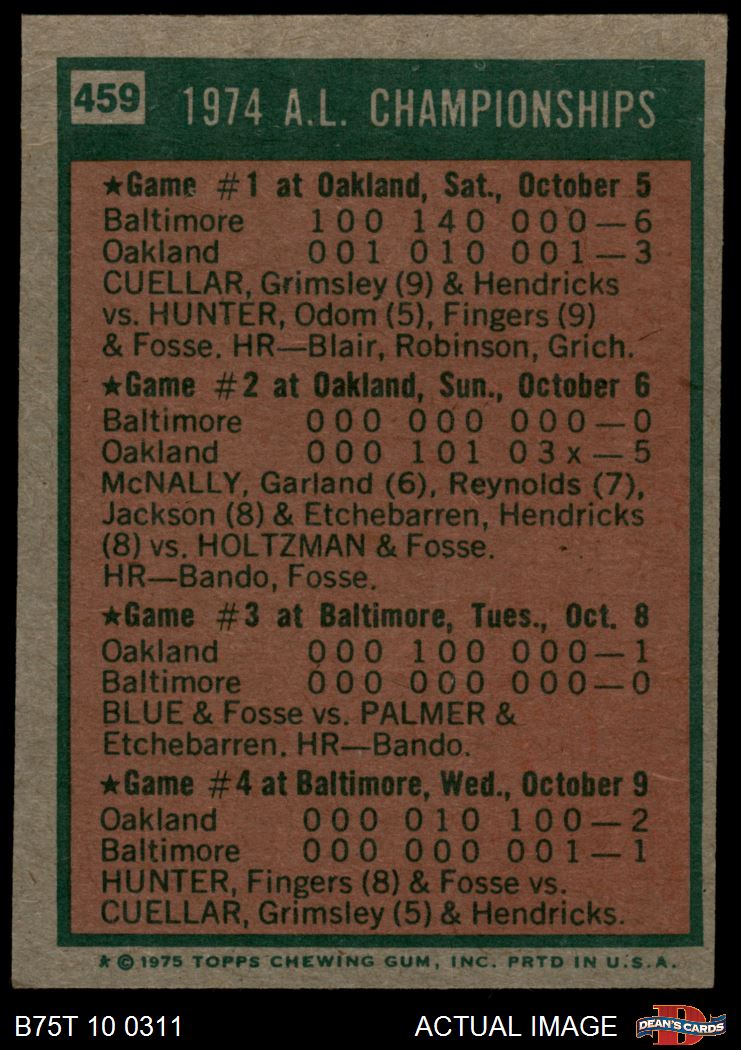 459 1974 A.L. CHAMPIONSHIPS
★Game #1 at Oakland, Sat., October 5
Baltimore 100 140 000—6
Oakland 001 010 001—3
CUELLAR, Grimsley (9) & Hendricks
vs. HUNTER, Odom (5), Fingers (9)
& Fosse. HR—Blair, Robinson, Grich.
★Game #2 at Oakland, Sun., October 6
Baltimore 000 000 000—0
Oakland 000 101 03x—5
McNALLY, Garland (6), Reynolds (7),
Jackson (8) & Etchebarren, Hendricks
(8) vs. HOLTZMAN & Fosse.
HR—Bando, Fosse.
★Game #3 at Baltimore, Tues., Oct. 8
Oakland 000 100 000—1
Baltimore 000 000 000—0
BLUE & Fosse vs. PALMER &
Etchebarren. HR—Bando.
★Game #4 at Baltimore, Wed., October 9
Oakland 000 010 100—2
Baltimore 000 000 001—1
HUNTER, Fingers (8) & Fosse vs.
CUELLAR, Grimsley (5) & Hendricks.
★ © 1975 TOPPS CHEWING GUM, INC. PRTD IN U.S.A.
B75T 10 0311 ACTUAL IMAGE D DEAN'S CARDS